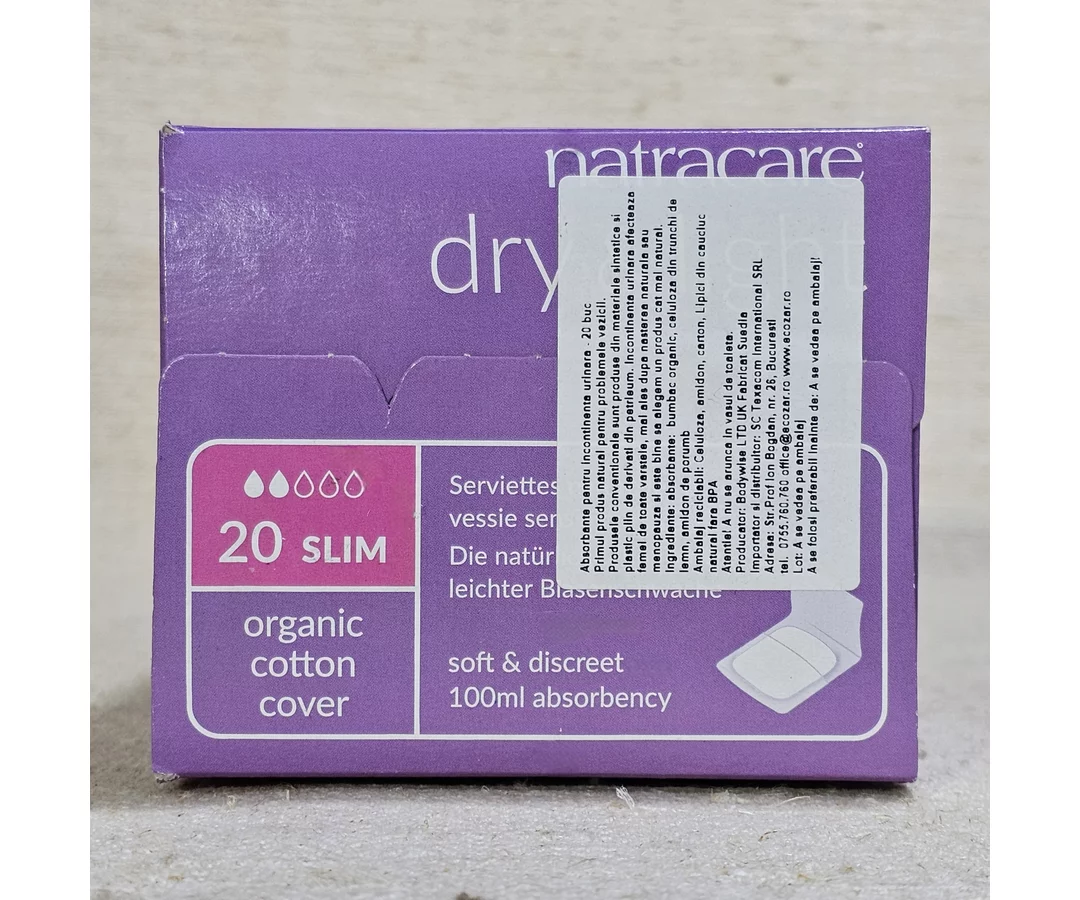 natracare
dry
20 SLIM
organic
cotton
cover
Serviettes
vessie
Die
leichter Blasenschwäche
soft & discreet
100ml absorbency
Absorbante pentru incontinenta urinara - 20 buc
Primul produs natural pentru problemele vezicii.
Produsele conventionale sunt produse din materiale sintetice si
plastic plin de derivati din petrleum. Incontinenta urinara afecteaza
femei de toate varstele, mai ales dupa nasterea naturala sau
menopauza si este bine sa alegem un produs cat mai natural.
Ingrediente: absorbante: bumbac organic, celuloza din trunchi de
lemn, amidon de porumb
Ambalaj reciclabil: Celuloza, amidon, carton, Lipici din cauciuc
natural fara BPA
Atentie! A nu se arunca in vasul de toaleta.
Producator: Bodywise LTD UK Fabricat Suedia
Importator si distribuitor: SC Texacom International SRL
Adresa: Str.Prof Ion Bogdan, nr. 26, Bucuresti
tel. 0755.760.760 office@ecozar.ro www.ecozar.ro
Lot: A se vedea pe ambalaj
A se folosi preferabil inainte de: A se vedea pe ambalaj!